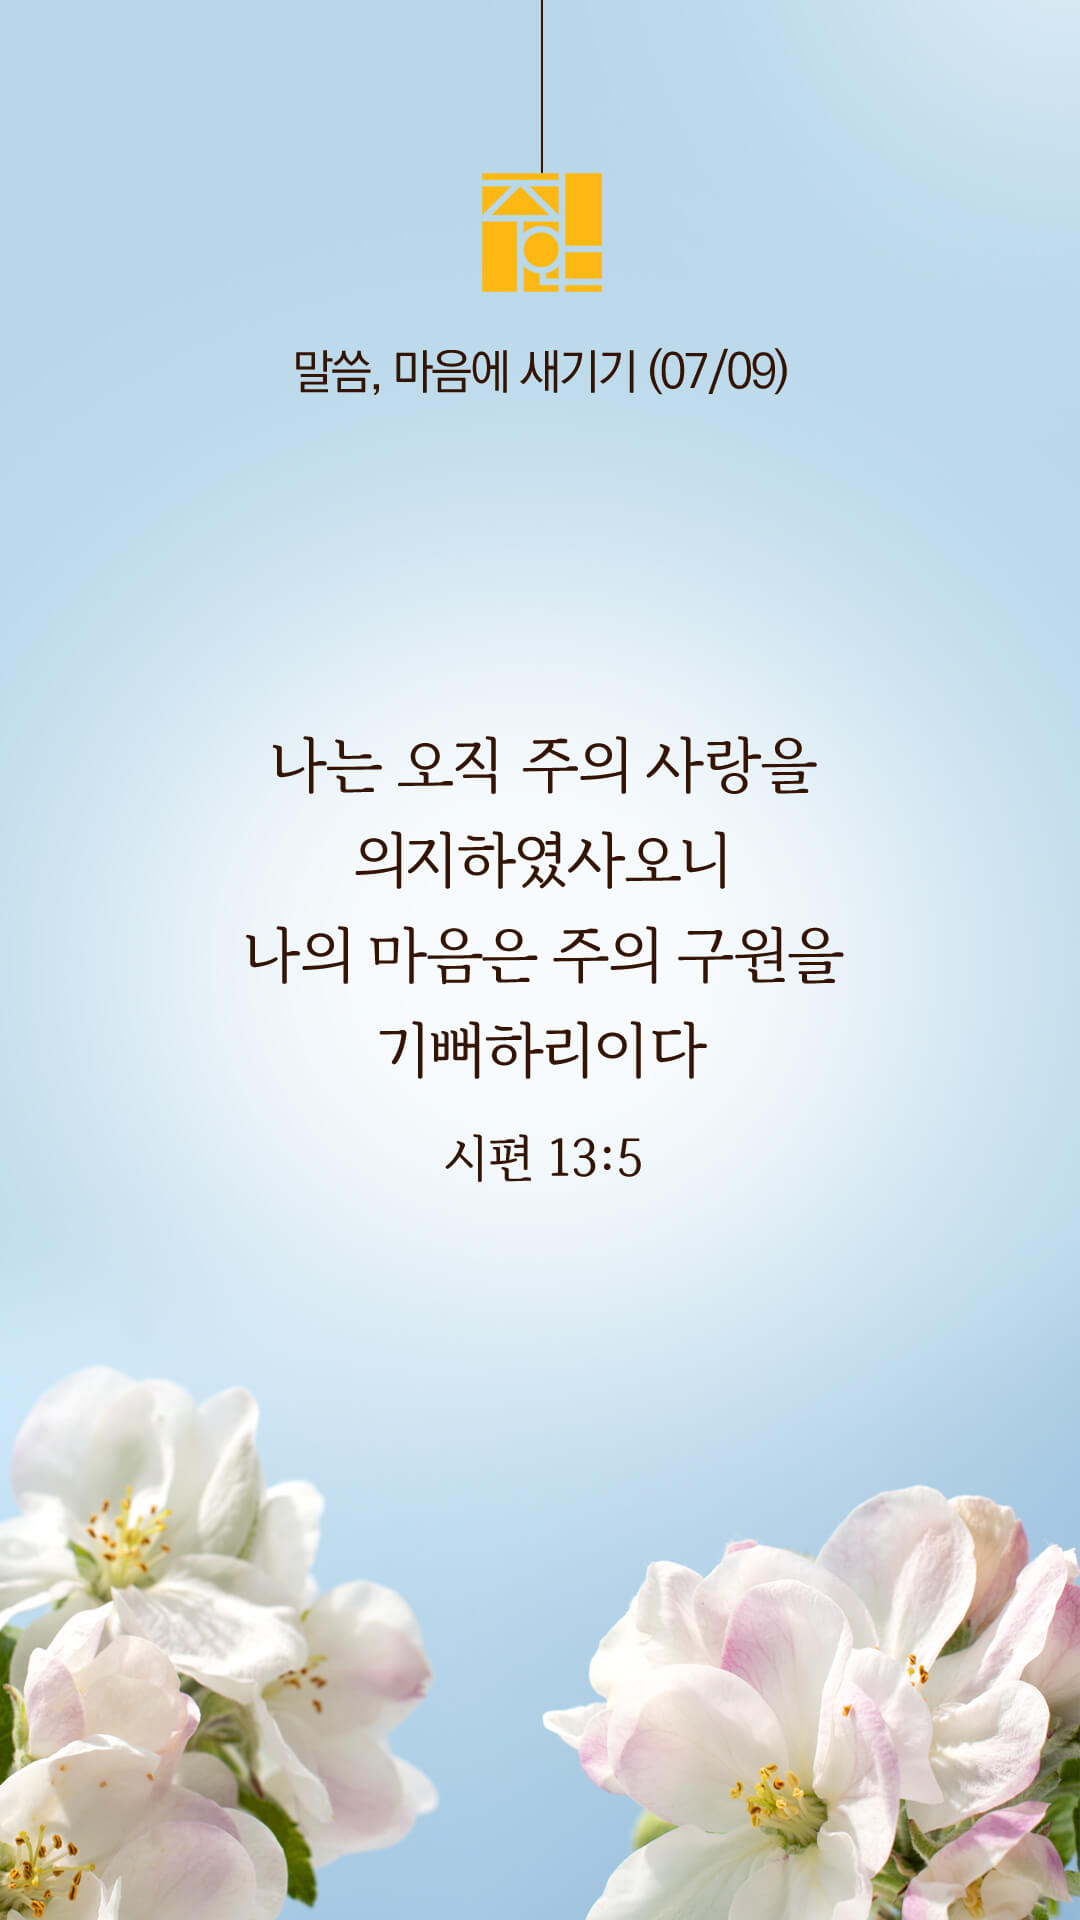 주인
말씀, 마음에 새기기 (07/09)
나는 오직 주의 사랑을
의지하였사오니
나의 마음은 주의 구원을
기뻐하리이다
시편 13:5